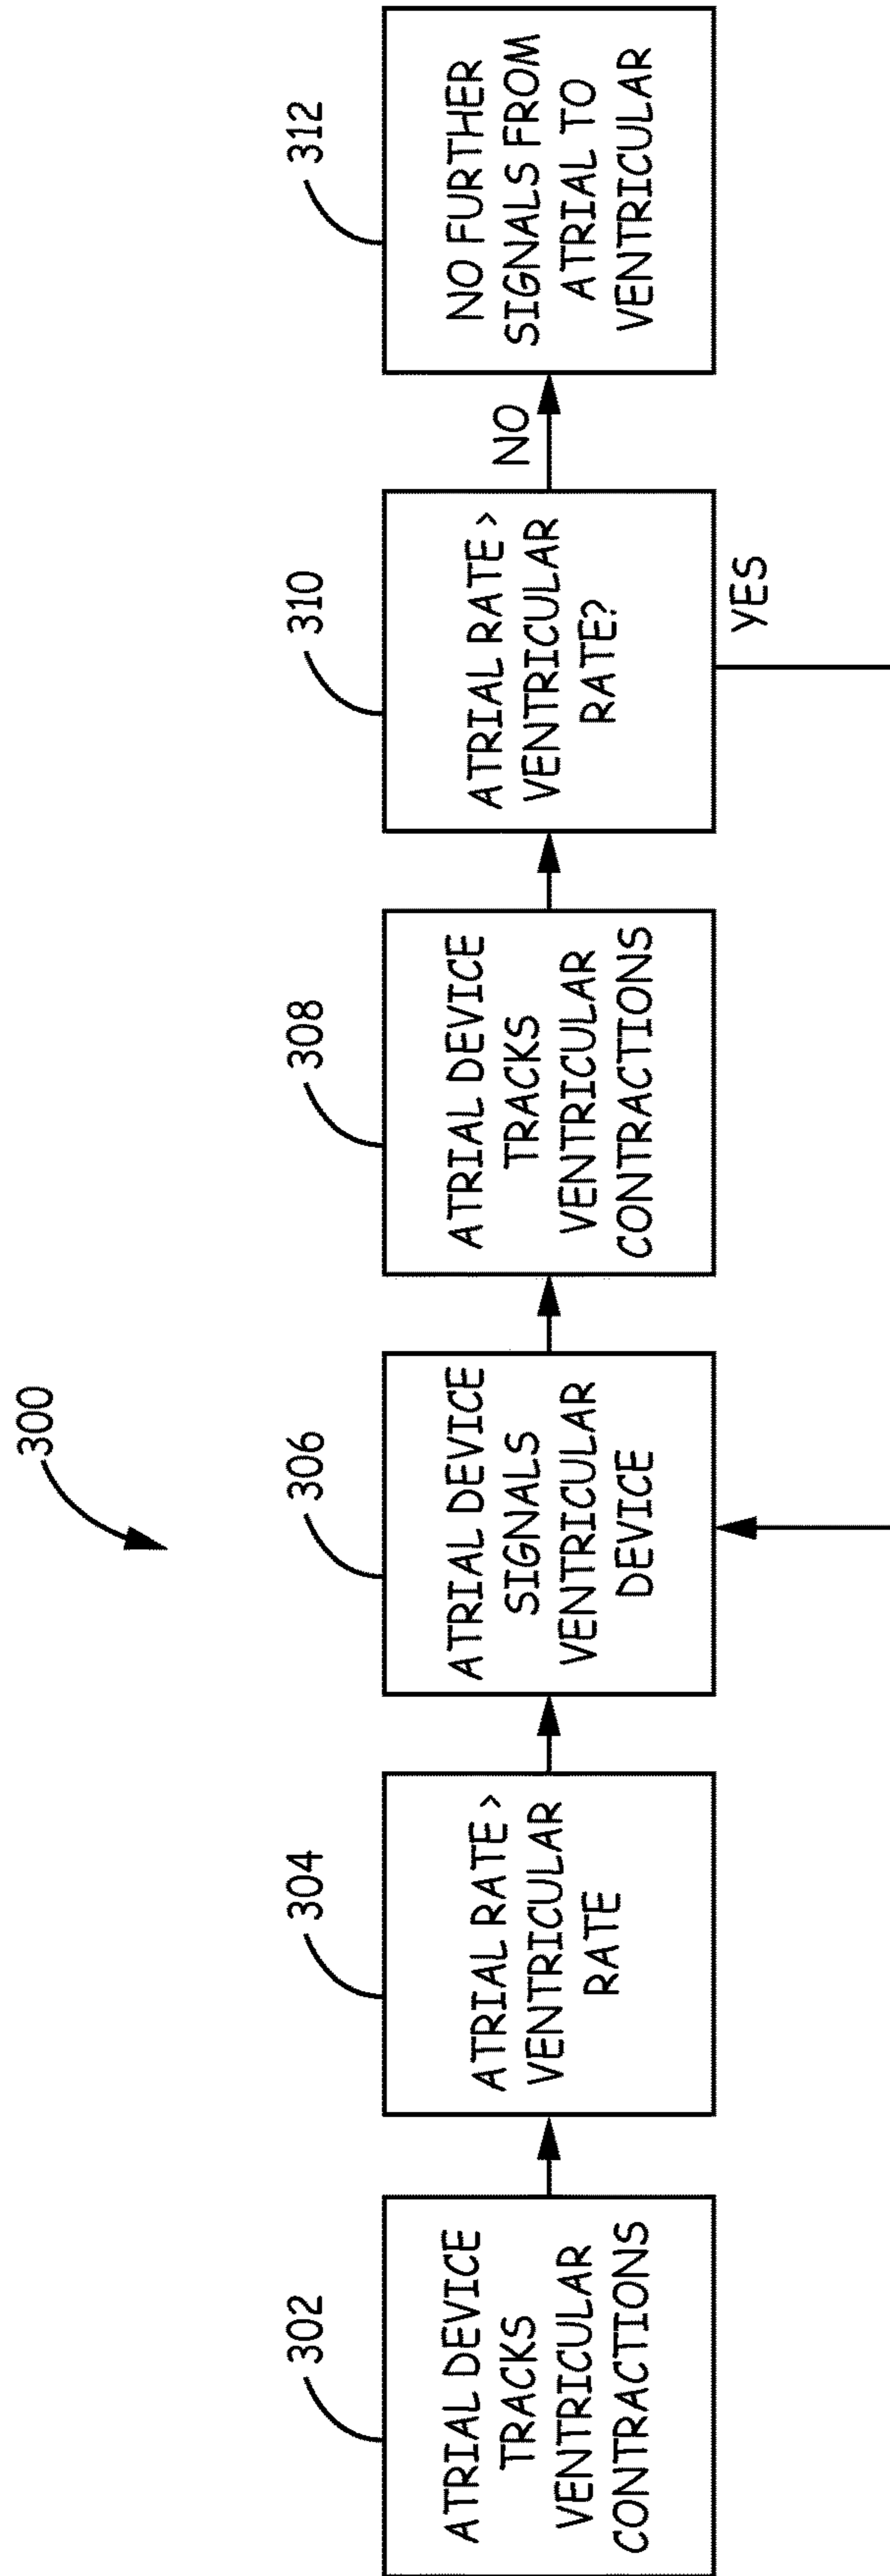 300
302
ATRIAL DEVICE
TRACKS
VENTRICULAR
CONTRACTIONS
304
ATRIAL RATE >
VENTRICULAR
RATE
306
ATRIAL DEVICE
SIGNALS
VENTRICULAR
DEVICE
308
ATRIAL DEVICE
TRACKS
VENTRICULAR
CONTRACTIONS
310
ATRIAL RATE >
VENTRICULAR
RATE?
YES
NO
312
NO FURTHER
SIGNALS FROM
ATRIAL TO
VENTRICULAR